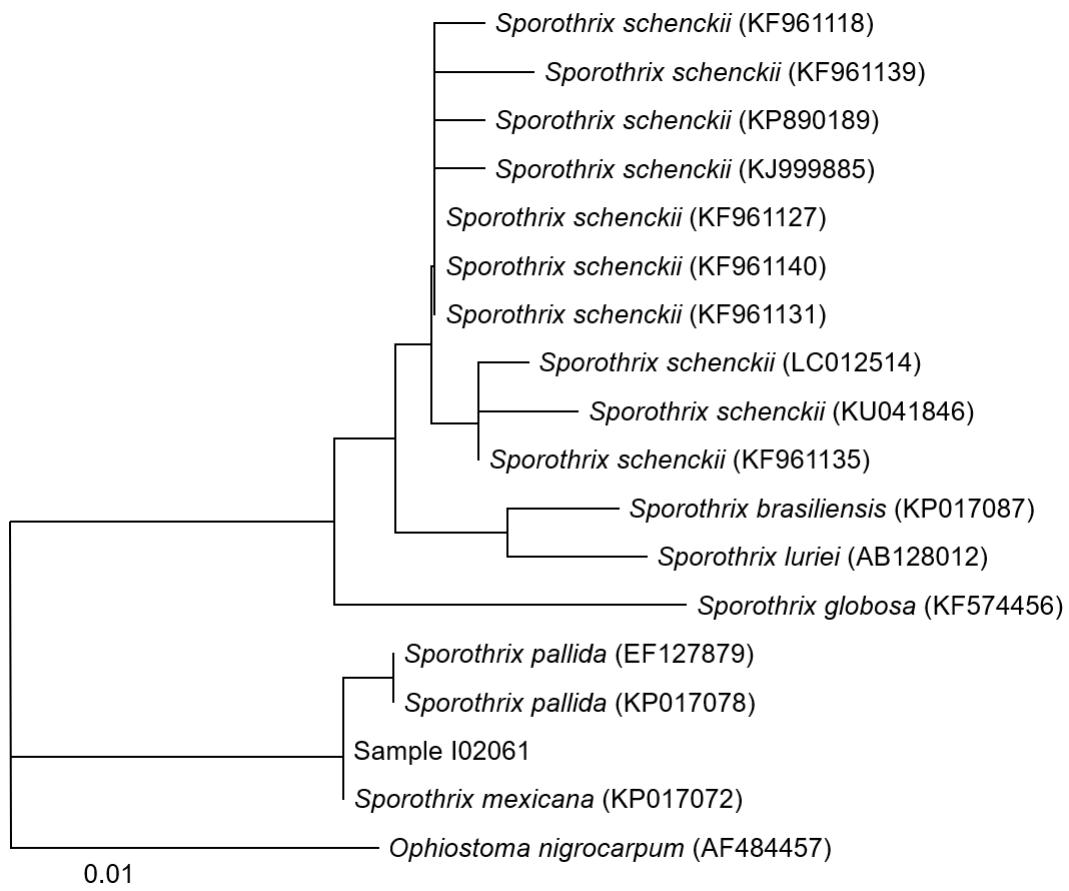 Sporothrix schenckii (KF961118)
Sporothrix schenckii (KF961139)
Sporothrix schenckii (KP890189)
Sporothrix schenckii (KJ999885)
Sporothrix schenckii (KF961127)
Sporothrix schenckii (KF961140)
Sporothrix schenckii (KF961131)
Sporothrix schenckii (LC012514)
Sporothrix schenckii (KU041846)
Sporothrix schenckii (KF961135)
Sporothrix brasiliensis (KP017087)
Sporothrix luriei (AB128012)
Sporothrix globosa (KF574456)
Sporothrix pallida (EF127879)
Sporothrix pallida (KP017078)
Sample I02061
Sporothrix mexicana (KP017072)
Ophiostoma nigrocarpum (AF484457)
0.01